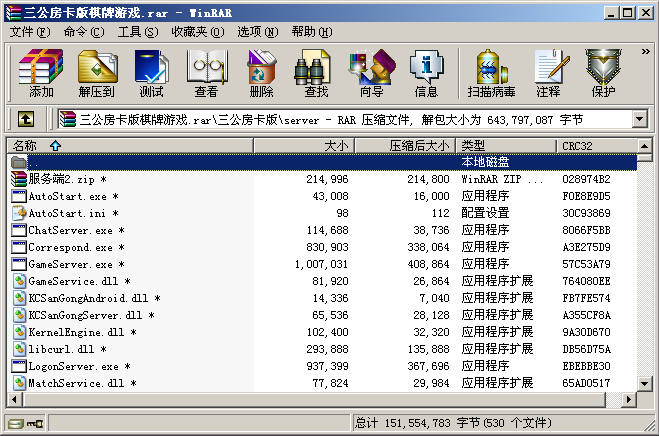 三公房卡版棋牌游戏.rar - WinRAR
文件(F) 命令(C) 工具(S) 收藏夹(O) 选项(N) 帮助(H)
添加 解压到 测试 查看 删除 查找 向导 信息 扫描病毒 注释 保护
三公房卡版棋牌游戏.rar\三公房卡版\server - RAR 压缩文件, 解包大小为 643,797,087 字节
名称 大小 压缩后大小 类型 CRC32
.. 本地磁盘
服务端2.zip * 214,996 214,800 WinRAR ZIP ... 028974B2
AutoStart.exe * 43,008 16,000 应用程序 F0E8E9D5
AutoStart.ini * 98 112 配置设置 30C93869
ChatServer.exe * 114,688 38,736 应用程序 8066F5BB
Correspond.exe * 830,903 338,064 应用程序 A3E275D9
GameServer.exe * 1,007,031 408,864 应用程序 57C53A79
GameService.dll * 81,920 26,864 应用程序扩展 764080EE
KCSanGongAndroid.dll * 14,336 7,040 应用程序扩展 FB7FE574
KCSanGongServer.dll * 65,536 28,128 应用程序扩展 A355CF8A
KernelEngine.dll * 102,400 32,320 应用程序扩展 9A30D670
libcurl.dll * 293,888 135,888 应用程序扩展 DB56D75A
LogonServer.exe * 937,399 367,696 应用程序 EBEBBE30
MatchService.dll * 77,824 29,984 应用程序扩展 65AD0517
总计 151,554,783 字节(530 个文件)